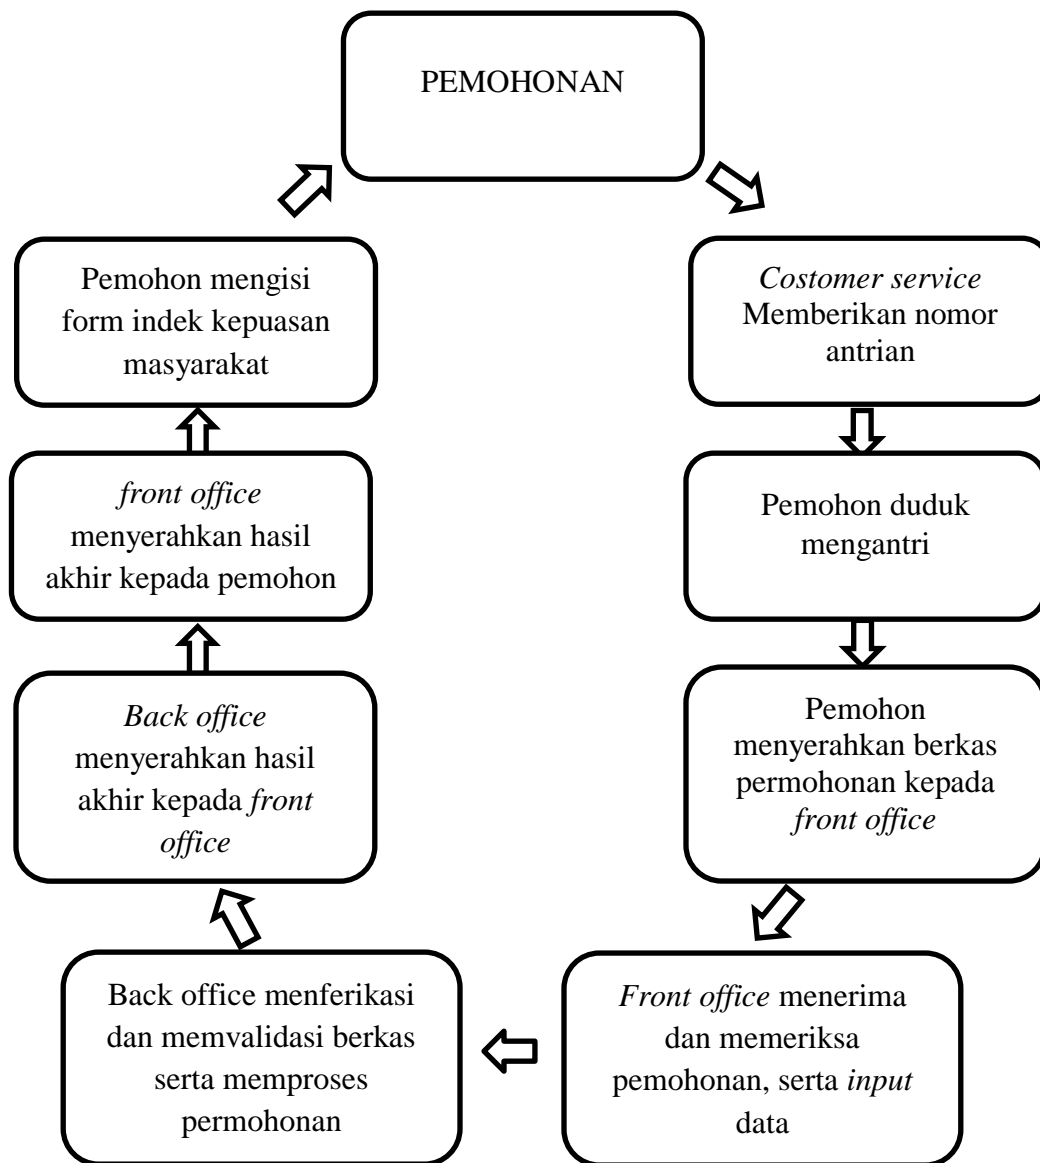 PEMOHONAN
Costomer service
Memberikan nomor
antrian
Pemohon duduk
mengantri
Pemohon
menyerahkan berkas
permohonan kepada
front office
Front office menerima
dan memeriksa
pemohonan, serta input
data
Back office menferikasi
dan memvalidasi berkas
serta memproses
permohonan
Back office
menyerahkan hasil
akhir kepada front
office
front office
menyerahkan hasil
akhir kepada pemohon
Pemohon mengisi
form indek kepuasan
masyarakat